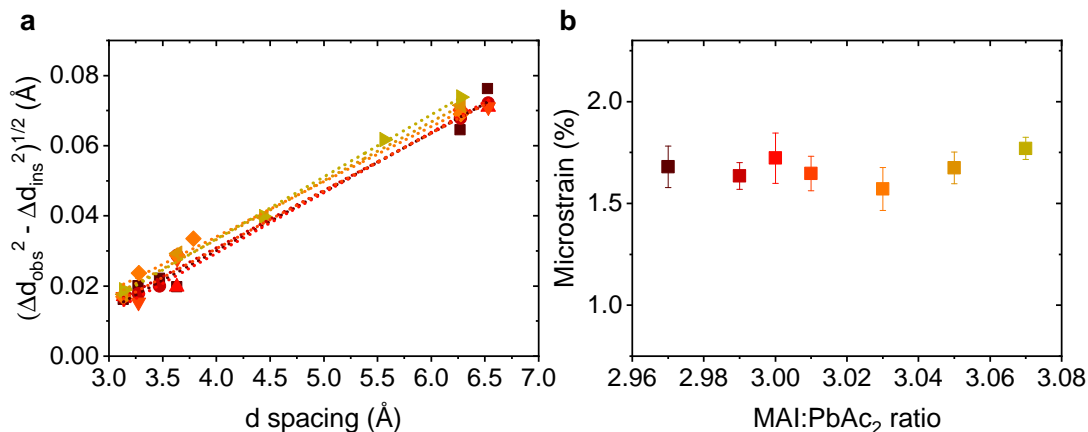 a
(Δd_obs² - Δd_ins²)^1/2 (Å)
0.08
0.06
0.04
0.02
0.00
3.0 3.5 4.0 4.5 5.0 5.5 6.0 6.5 7.0
d spacing (Å)
b
Microstrain (%)
2.0
1.5
1.0
2.96 2.98 3.00 3.02 3.04 3.06 3.08
MAI:PbAc₂ ratio